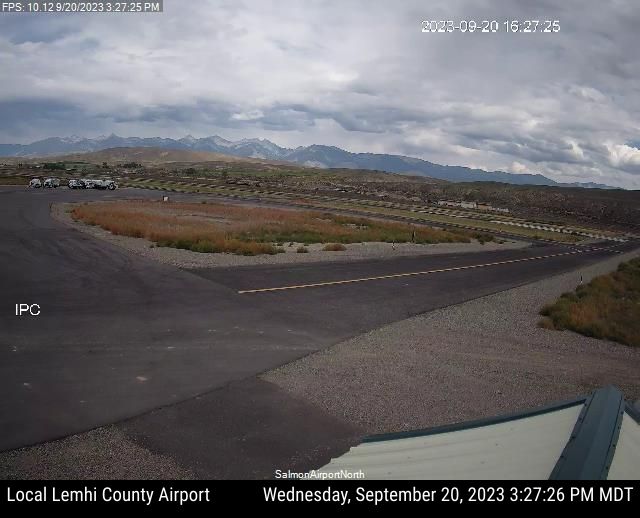 FPS: 10.12 9/20/2023 3:27:25 PM
2023-09-20 16:27:25
IPC
SalmonAirportNorth
Local Lemhi County Airport Wednesday, September 20, 2023 3:27:26 PM MDT